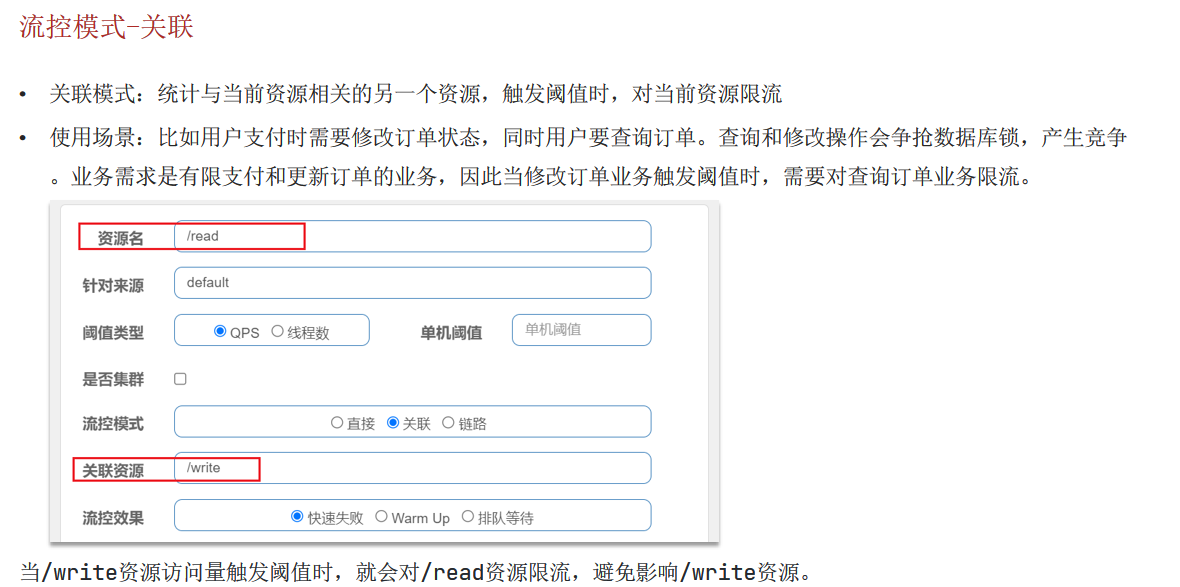 流控模式-关联
• 关联模式：统计与当前资源相关的另一个资源，触发阈值时，对当前资源限流
• 使用场景：比如用户支付时需要修改订单状态，同时用户要查询订单。查询和修改操作会争抢数据库锁，产生竞争
。业务需求是有限支付和更新订单的业务，因此当修改订单业务触发阈值时，需要对查询订单业务限流。
资源名 /read
针对来源 default
阈值类型 QPS 线程数 单机阈值 单机阈值
是否集群
流控模式 直接 关联 链路
关联资源 /write
流控效果 快速失败 Warm Up 排队等待
当/write资源访问量触发阈值时，就会对/read资源限流，避免影响/write资源。